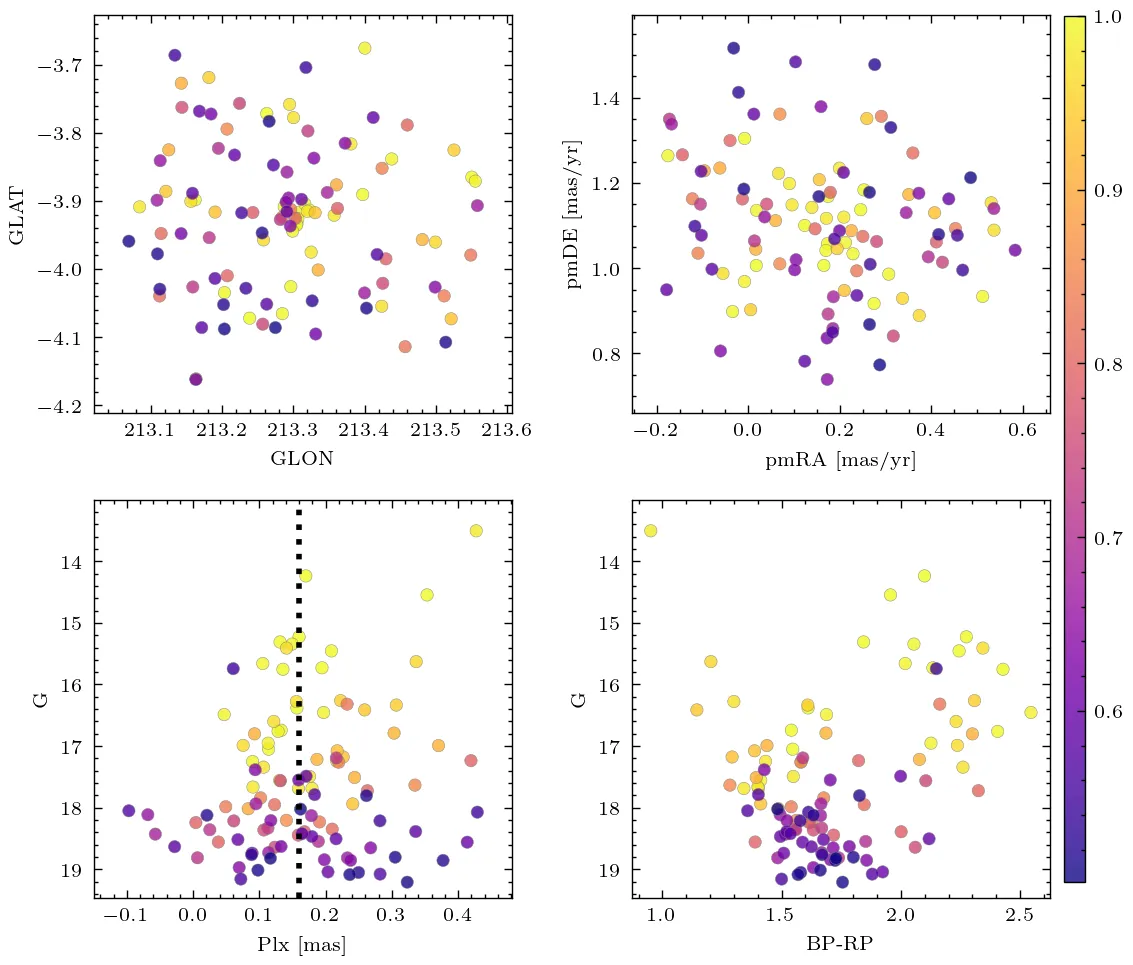 −3.7
−3.8
−3.9
−4.0
−4.1
−4.2
GLAT
213.1 213.2 213.3 213.4 213.5 213.6
GLON
1.4
1.2
1.0
0.8
pmDE [mas/yr]
−0.2 0.0 0.2 0.4 0.6
pmRA [mas/yr]
1.0
0.9
0.8
0.7
0.6
14
15
16
17
18
19
G
−0.1 0.0 0.1 0.2 0.3 0.4
Plx [mas]
14
15
16
17
18
19
G
1.0 1.5 2.0 2.5
BP-RP